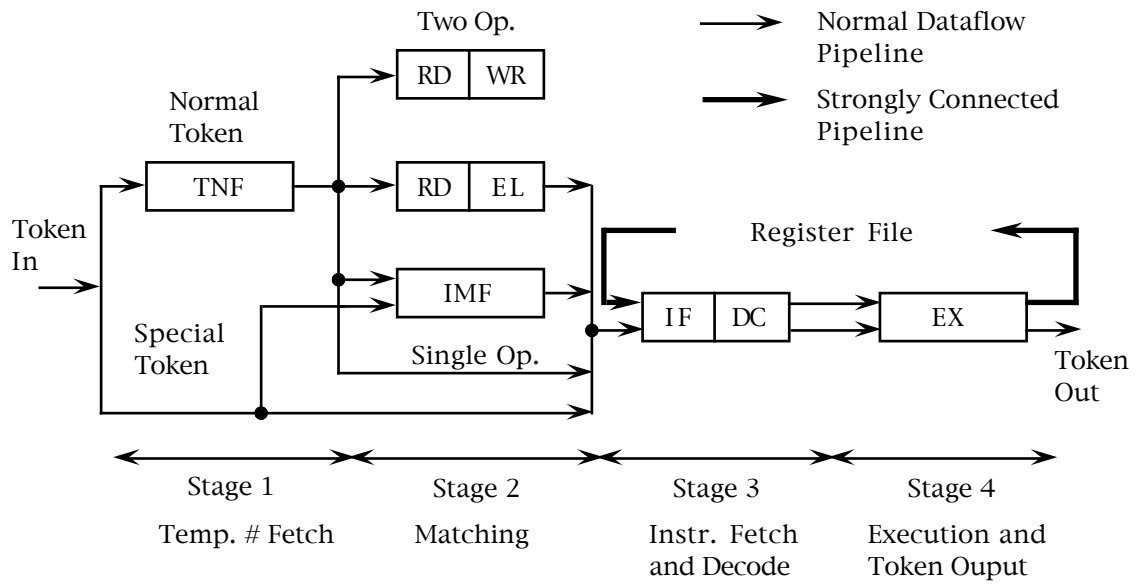 Two Op.
RD WR
Normal Dataflow
Pipeline
Strongly Connected
Pipeline
Normal
Token
TNF
RD EL
Token
In
Register File
IMF
IF DC
EX
Special
Token
Single Op.
Token
Out
Stage 1
Stage 2
Stage 3
Stage 4
Temp. # Fetch
Matching
Instr. Fetch
and Decode
Execution and
Token Ouput